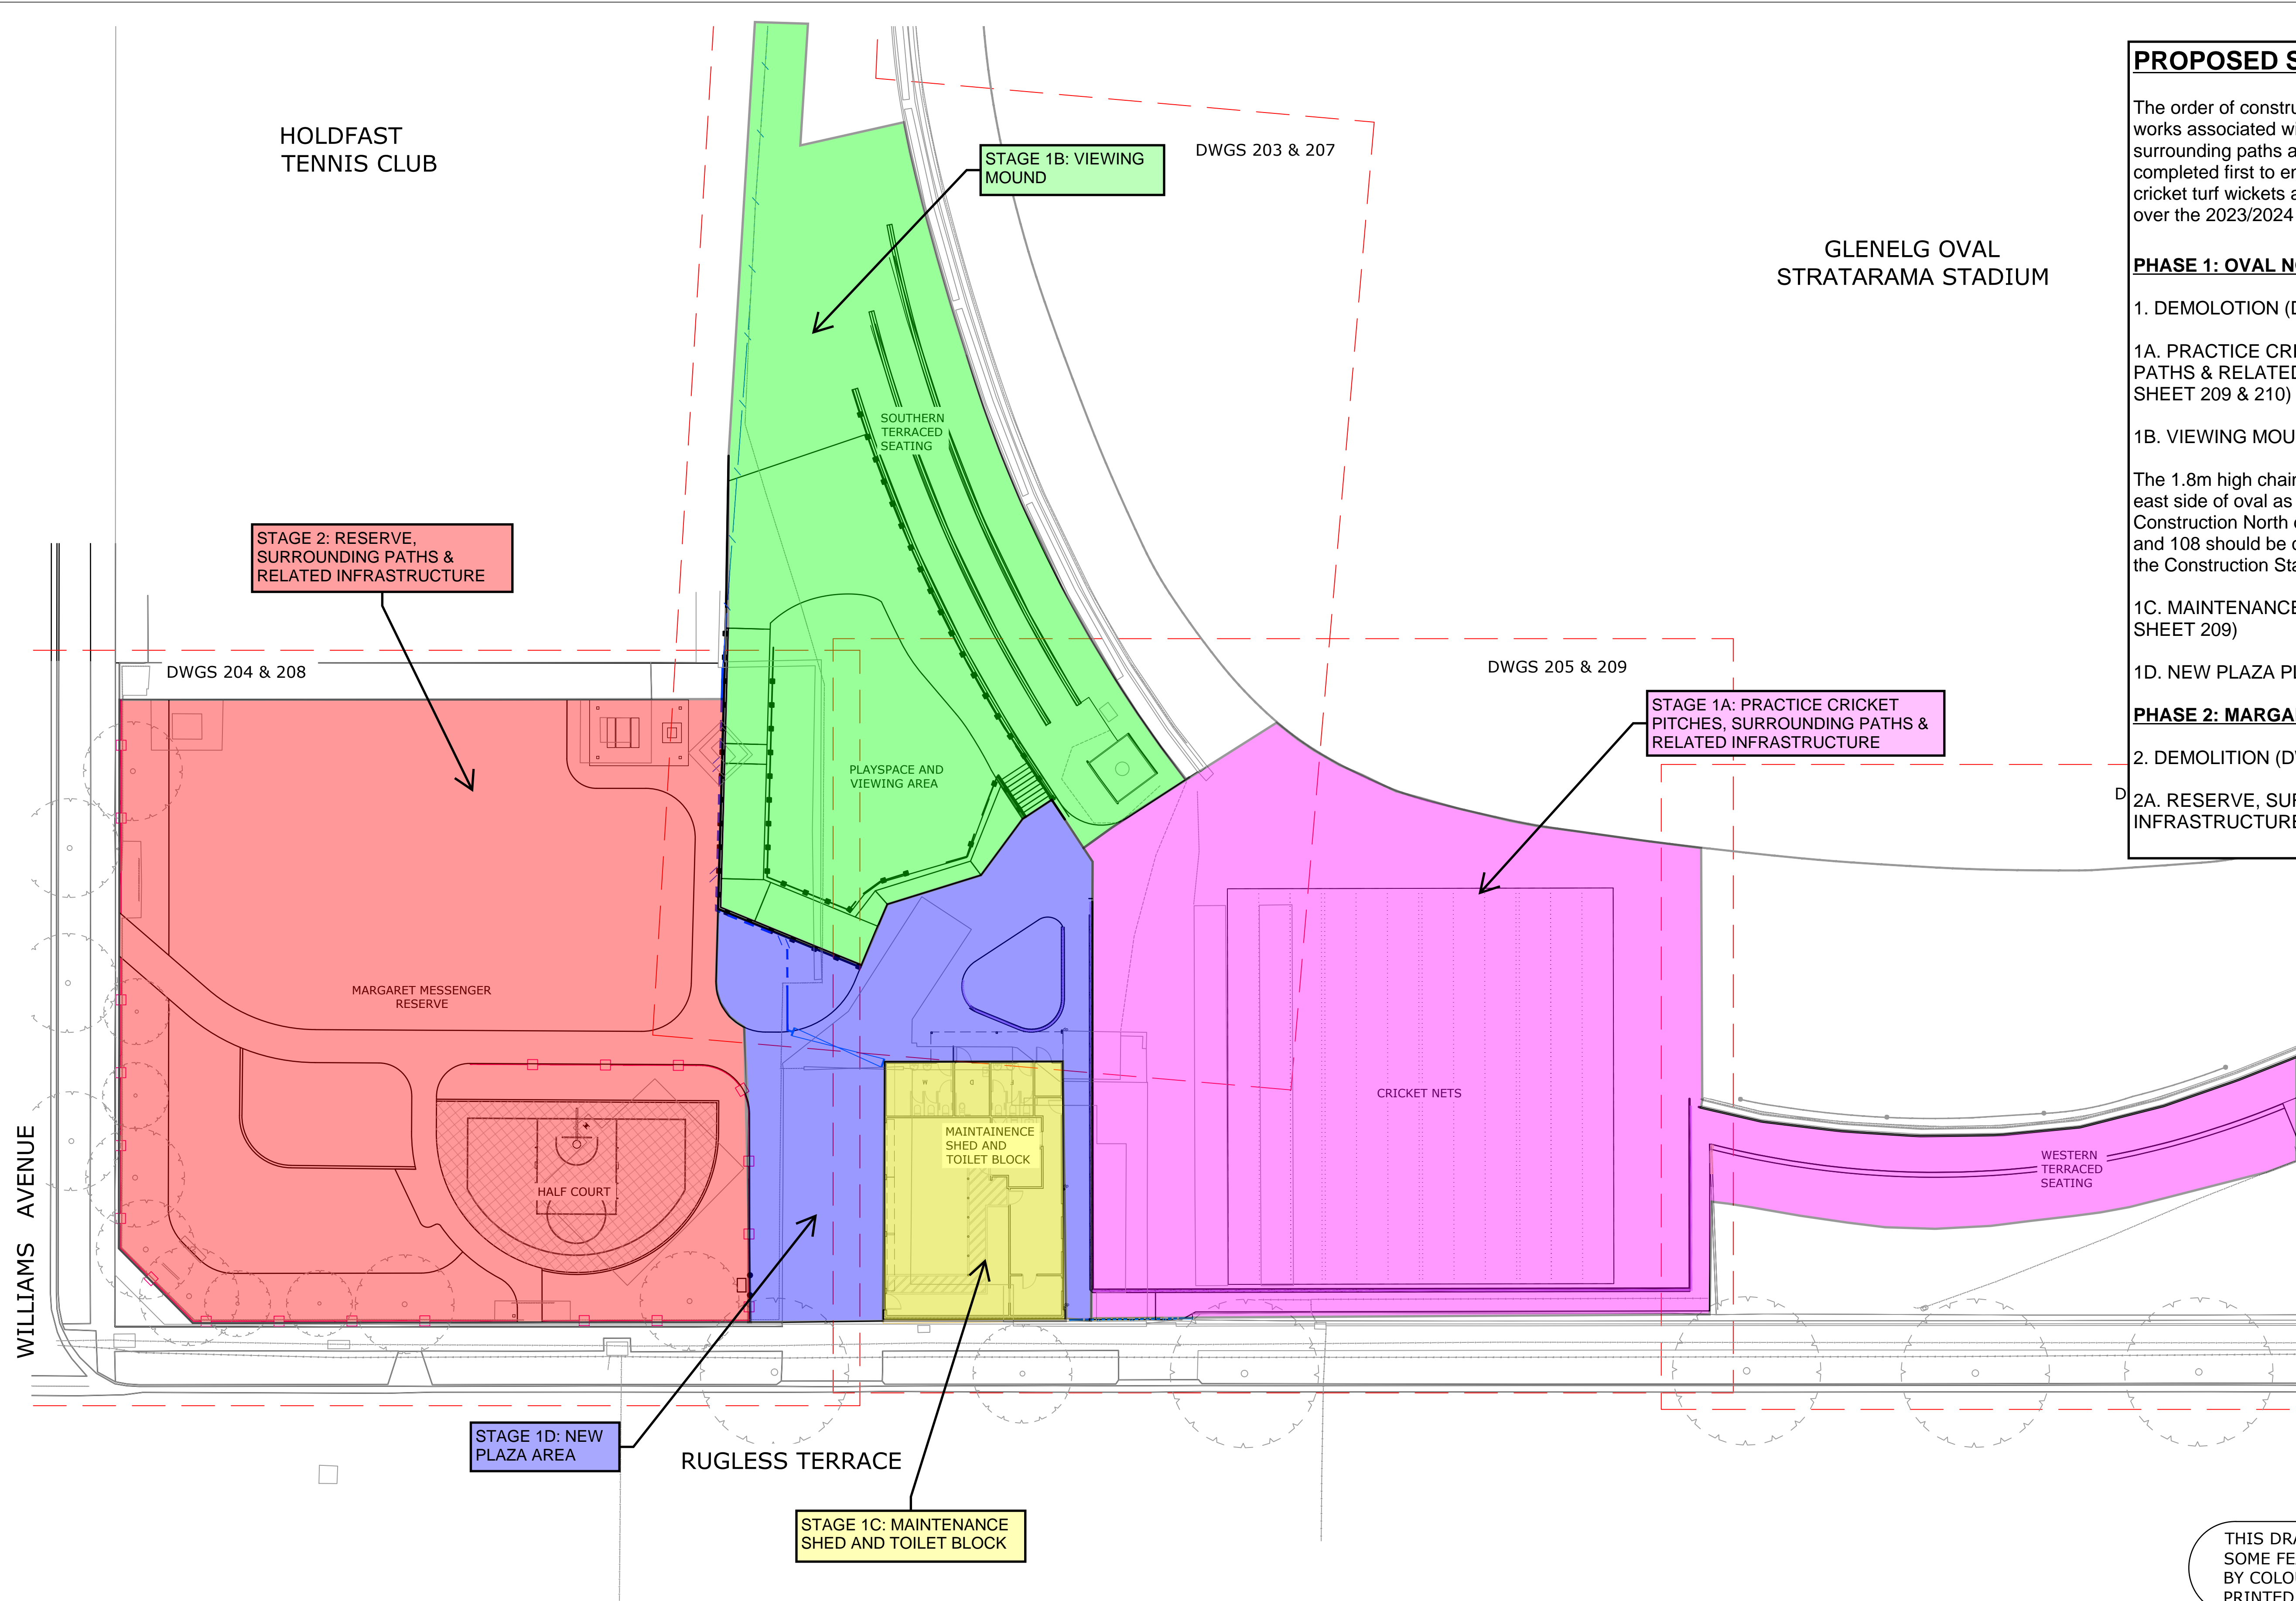 HOLDFAST
TENNIS CLUB
STAGE 1B: VIEWING
MOUND
DWGS 203 & 207
GLENELG OVAL
STRATARAMA STADIUM
PROPOSED S
The order of constru
works associated wi
surrounding paths a
completed first to en
cricket turf wickets a
over the 2023/2024
PHASE 1: OVAL N
1. DEMOLOTION (D
1A. PRACTICE CRI
PATHS & RELATED
SHEET 209 & 210)
1B. VIEWING MOU
The 1.8m high chain
east side of oval as
Construction North
and 108 should be
the Construction Sta
1C. MAINTENANCE
SHEET 209)
1D. NEW PLAZA PL
PHASE 2: MARGA
2. DEMOLITION (D
2A. RESERVE, SUR
INFRASTRUCTURE
D
SOUTHERN
TERRACED
SEATING
STAGE 2: RESERVE,
SURROUNDING PATHS &
RELATED INFRASTRUCTURE
DWGS 204 & 208
DWGS 205 & 209
STAGE 1A: PRACTICE CRICKET
PITCHES, SURROUNDING PATHS &
RELATED INFRASTRUCTURE
PLAYSPACE AND
VIEWING AREA
MARGARET MESSENGER
RESERVE
CRICKET NETS
W
D
F
MAINTAINENCE
SHED AND
TOILET BLOCK
HALF COURT
WESTERN
TERRACED
SEATING
WILLIAMS AVENUE
STAGE 1D: NEW
PLAZA AREA
RUGLESS TERRACE
STAGE 1C: MAINTENANCE
SHED AND TOILET BLOCK
THIS DRA
SOME FE
BY COLO
PRINTED